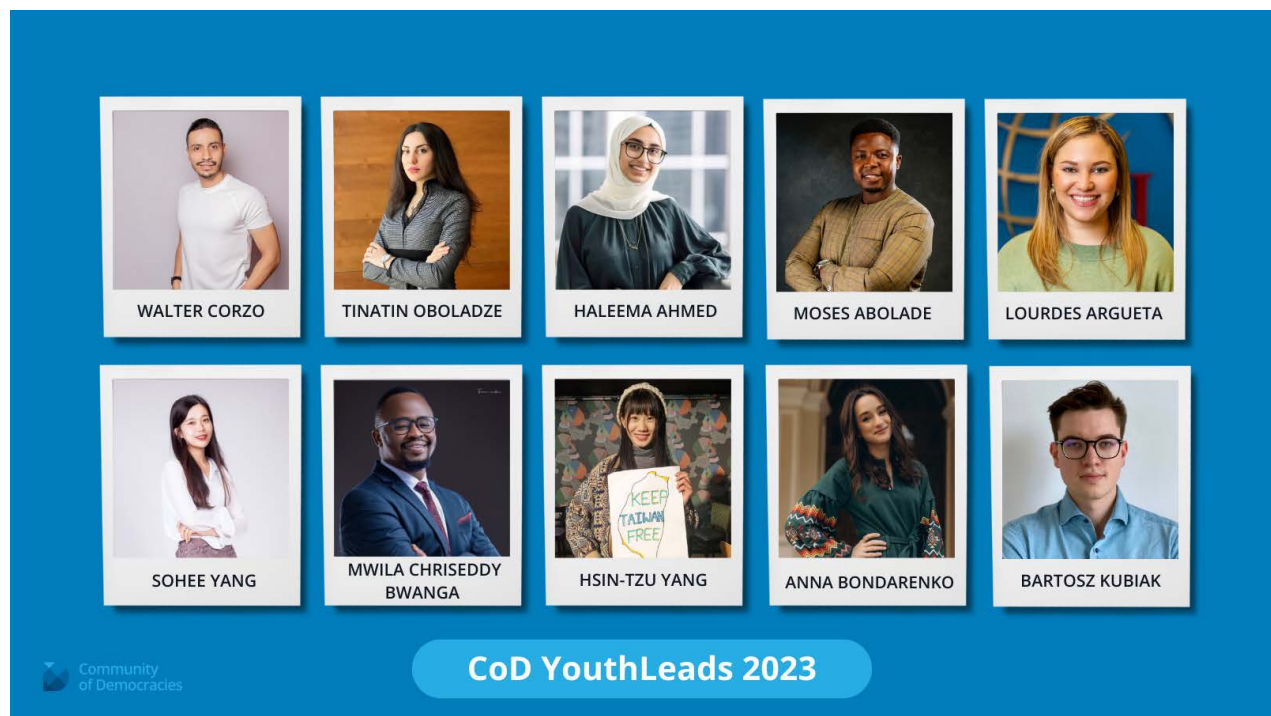 WALTER CORZO
TINATIN OBOLADZE
HALEEMA AHMED
MOSES ABOLADE
LOURDES ARGUETA
KEEP
TAIWAN
FREE
SOHEE YANG
MWILA CHRISEDDY
BWANGA
HSIN-TZU YANG
ANNA BONDARENKO
BARTOSZ KUBIAK
CoD YouthLeads 2023
Community
of Democracies